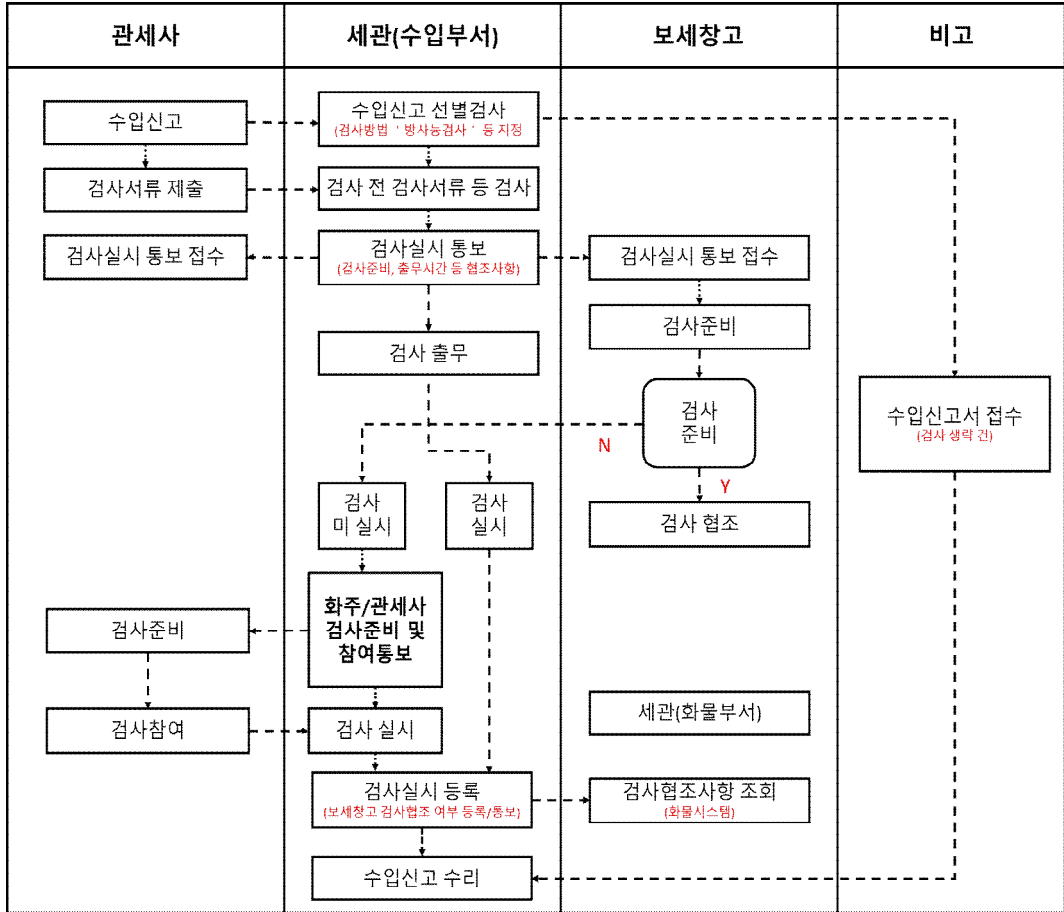 관세사
세관(수입부서)
보세창고
비고
수입신고
수입신고 선별검사
(검사방법 ' 방사능검사 ' 등 지정
검사서류 제출
검사 전 검사서류 등 검사
검사실시 통보 접수
검사실시 통보
(검사준비, 출무시간 등 협조사항)
검사실시 통보 접수
검사준비
검사 출무
검사
준비
수입신고서 접수
(검사 생략 건)
N
Y
검사
미 실시
검사
실시
검사 협조
화주/관세사
검사준비 및
참여통보
검사준비
세관(화물부서)
검사참여
검사 실시
검사실시 등록
(보세창고 검사협조 여부 등록/통보)
검사협조사항 조회
(화물시스템)
수입신고 수리